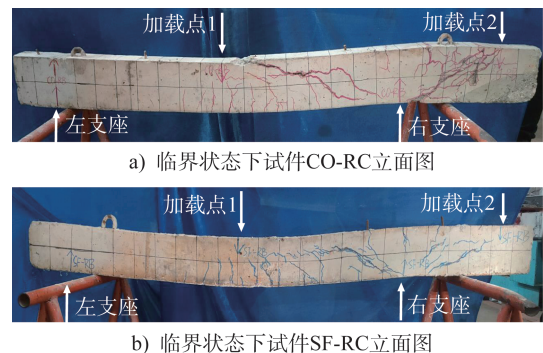 加载点1
加载点2
左支座
右支座
a) 临界状态下试件CO-RC立面图
加载点1
加载点2
左支座
右支座
b) 临界状态下试件SF-RC立面图